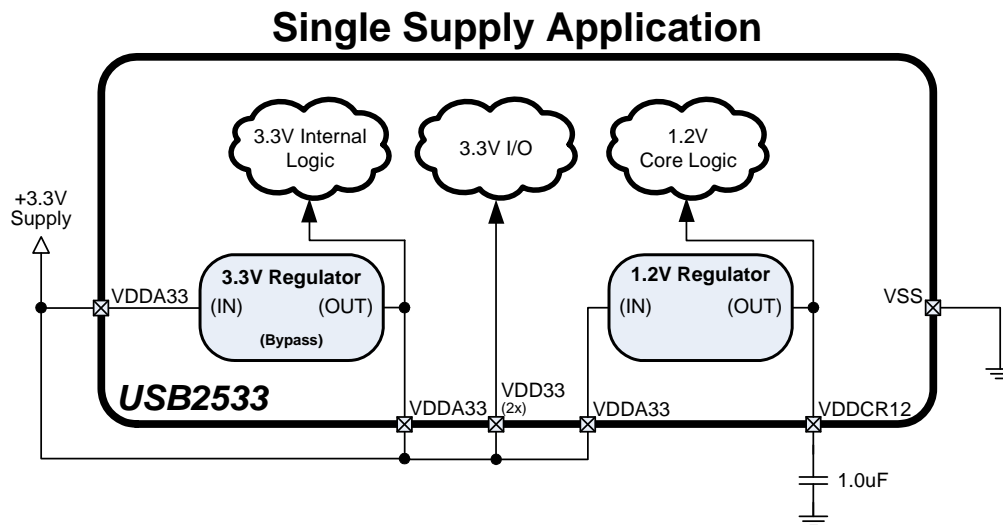 Single Supply Application
3.3V Internal
Logic
3.3V I/O
1.2V
Core Logic
+3.3V
Supply
VDDA33
3.3V Regulator
(IN) (OUT)
(Bypass)
1.2V Regulator
(IN) (OUT)
VSS
USB2533
VDDA33
VDD33
(2x)
VDDA33
VDDCR12
1.0uF